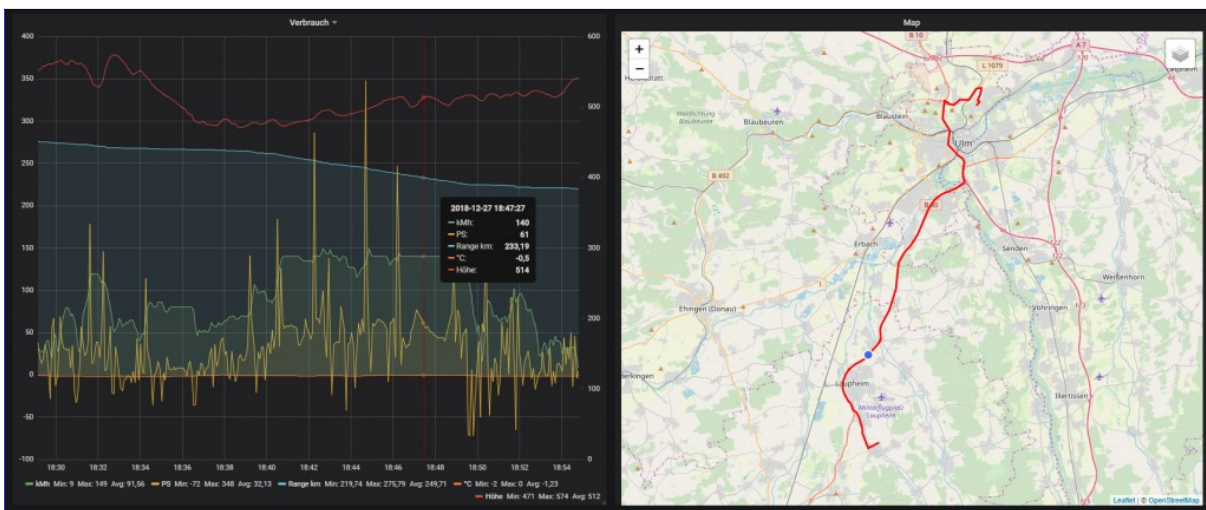 Verbrauch
400
350
300
250
200
150
100
50
0
-50
-100
600
500
400
300
200
100
0
2018-12-27 18:47:27
kMh: 140
PS: 61
Range km: 233,19
°C: -0,5
Höhe: 514
18:30 18:32 18:34 18:36 18:38 18:40 18:42 18:44 18:46 18:48 18:50 18:52 18:54
kMh Min: 9 Max: 149 Avg: 91,56 PS Min: -72 Max: 348 Avg: 32,13 Range km Min: 219,74 Max: 275,79 Avg: 249,71 °C Min: -2 Max: 0 Avg: -1,23
Höhe Min: 471 Max: 574 Avg: 512
Map
+
−
B 10
A 7
L 1079
Laupheim
Blaubeuren
Blaustein
Ulm
B 492
Erbach
Senden
Weißenhorn
Ehingen (Donau)
Vöhringen
Laupheim
Militärflugplatz
Laupheim
Illertissen
Leaflet | © OpenStreetMap